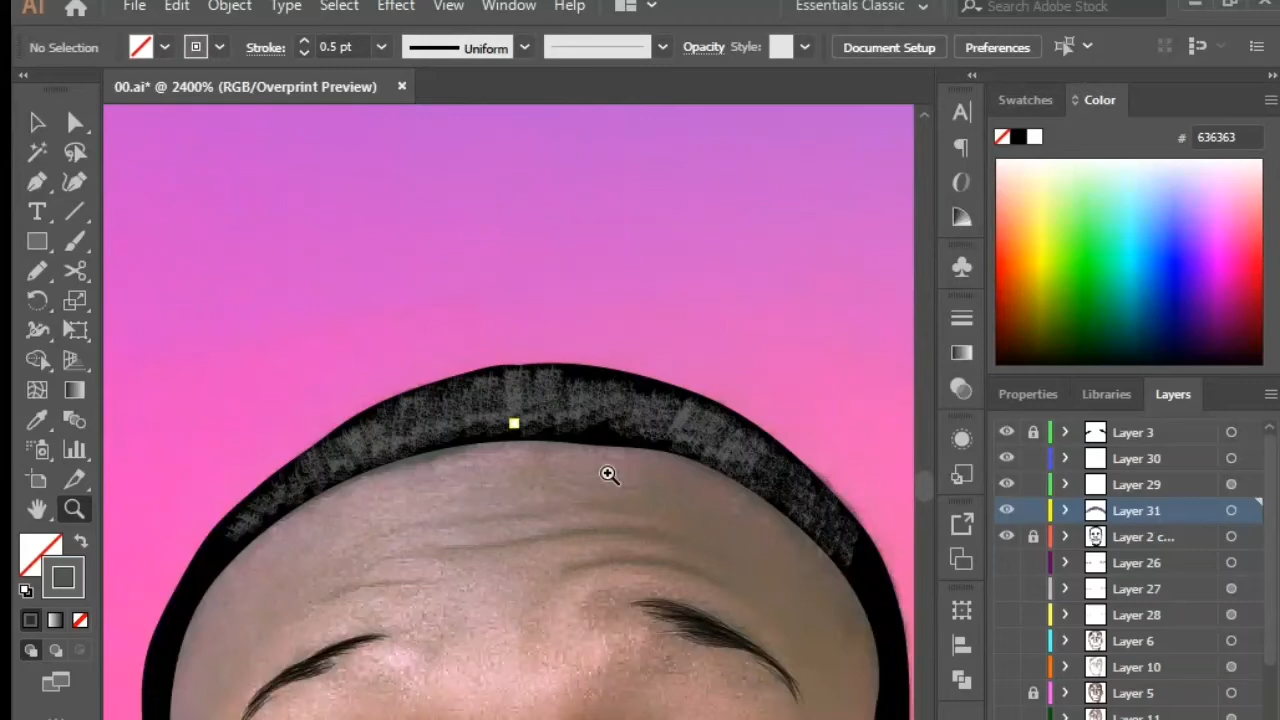 Ai File Edit Object Type Select Effect View Window Help Essentials Classic Search Adobe Stock
No Selection Stroke: 0.5 pt Uniform Opacity Style: Document Setup Preferences
00.ai* @ 2400% (RGB/Overprint Preview) ×
Swatches Color
# 636363
Properties Libraries Layers
Layer 3
Layer 30
Layer 29
Layer 31
Layer 2 c...
Layer 26
Layer 27
Layer 28
Layer 6
Layer 10
Layer 5
Layer 11